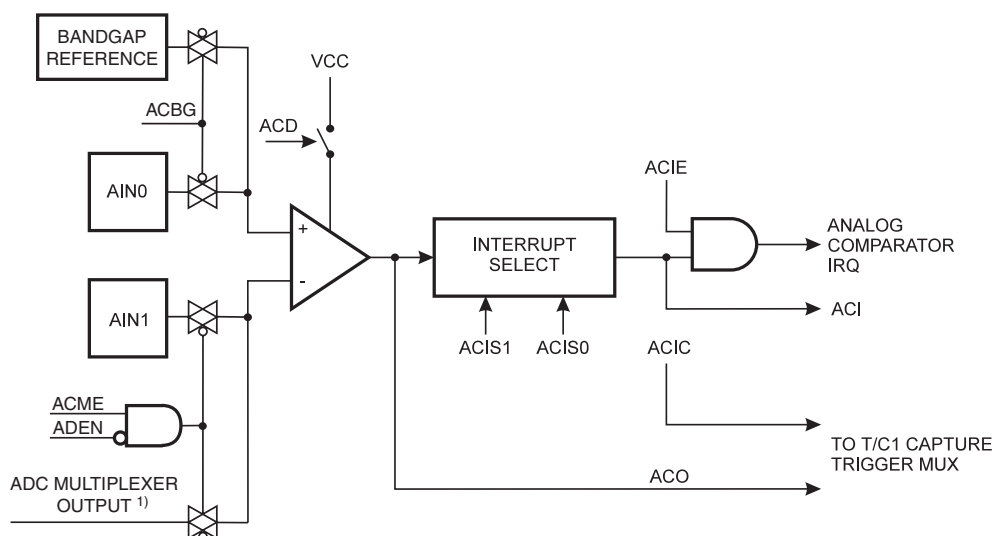 BANDGAP
REFERENCE
VCC
ACBG
ACD
AIN0
ACIE
+
INTERRUPT
SELECT
ANALOG
COMPARATOR
IRQ
-
AIN1
ACI
ACIS1
ACIS0
ACIC
ACME
ADEN
TO T/C1 CAPTURE
TRIGGER MUX
ADC MULTIPLEXER
OUTPUT 1)
ACO